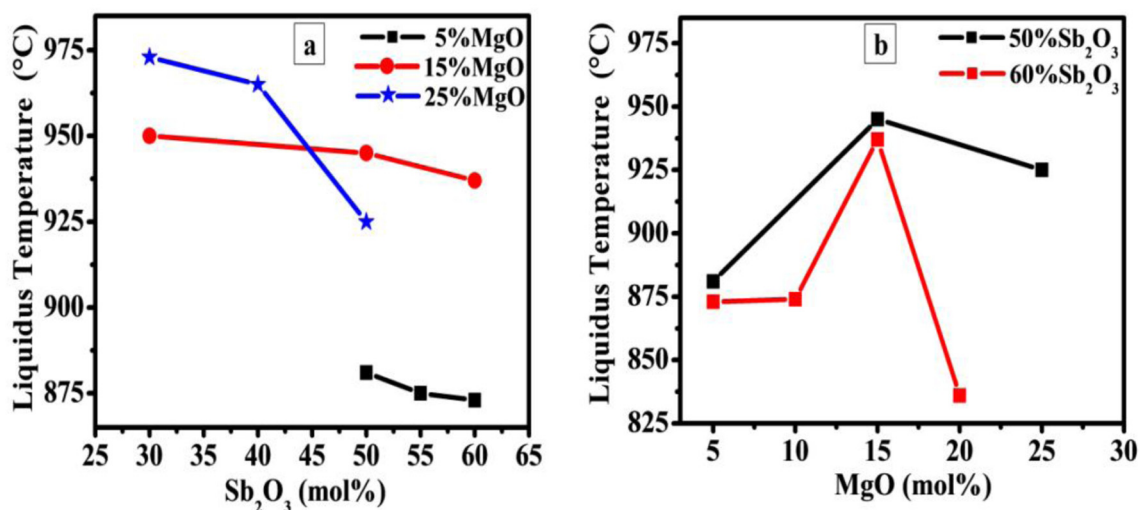 a
5%MgO
15%MgO
25%MgO
Liquidus Temperature (°C)
975
950
925
900
875
25 30 35 40 45 50 55 60 65
Sb₂O₃ (mol%)
b
50%Sb₂O₃
60%Sb₂O₃
Liquidus Temperature (°C)
975
950
925
900
875
850
825
5 10 15 20 25 30
MgO (mol%)